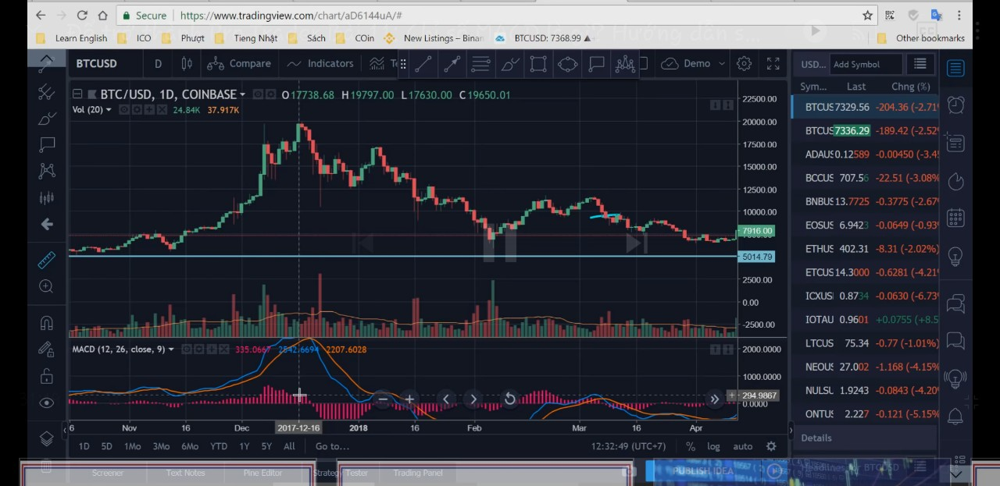 Secure https://www.tradingview.com/chart/aD6144uA/#
Learn English ICO Phượt Tiếng Nhật Sách COin New Listings – Binan BTCUSD: 7368.99 ▲ Other bookmarks
BTCUSD D Compare Indicators Demo USD... Add Symbol
Sym... Last Chng (%)
BTC/USD, 1D, COINBASE O17738.68 H19797.00 L17630.00 C19650.01
Vol (20) 24.84K 37.917K
22500.00
20000.00
17500.00
15000.00
12500.00
10000.00
7916.00
5014.79
2500.00
0.00
-2500.00
BTCUS 7329.56 -204.36 (-2.71%
BTCUS 7336.29 -189.42 (-2.52%
ADAUS 0.12589 -0.00450 (-3.4
BCCUS 707.56 -22.51 (-3.08%
BNBUS 13.7725 -0.3775 (-2.67
EOSUS 6.9423 -0.0649 (-0.93
ETHUS 402.31 -8.31 (-2.02%)
ETCUS 14.3000 -0.6281 (-4.21
ICXUS 0.8734 -0.0630 (-6.73
IOTAU 0.9601 +0.0755 (+8.5
LTCUS 75.34 -0.77 (-1.01%)
NEOUS 27.002 -1.168 (-4.15%
NULSL 1.9243 -0.0843 (-4.20
ONTUS 2.227 -0.121 (-5.15%
Details
MACD (12, 26, close, 9) 335.0667 2542.6694 2207.6028
2000.0000
1000.0000
294.9867
0.0000
6 Nov 16 Dec 2017-12-16 2018 16 Feb Mar 16 Apr
1D 5D 1Mo 3Mo 6Mo YTD 1Y 5Y All Go to... 12:32:49 (UTC+7) % log auto
Screener Text Notes Pine Editor Strategy Tester Trading Panel PUBLISH IDEA